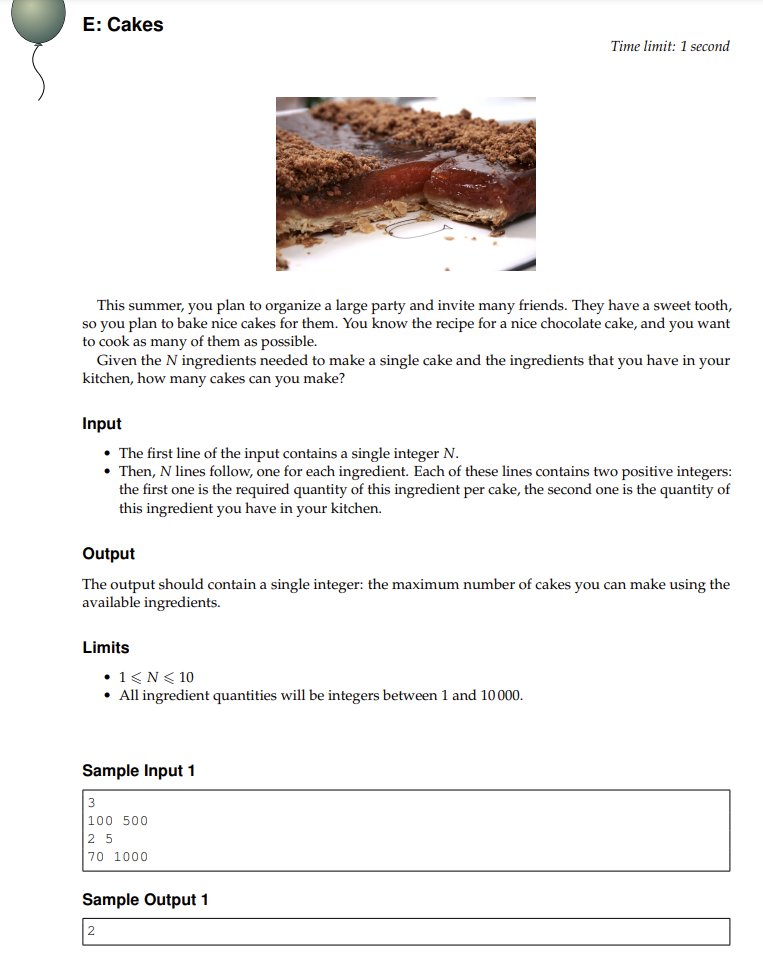 E: Cakes
Time limit: 1 second
This summer, you plan to organize a large party and invite many friends. They have a sweet tooth,
so you plan to bake nice cakes for them. You know the recipe for a nice chocolate cake, and you want
to cook as many of them as possible.
Given the N ingredients needed to make a single cake and the ingredients that you have in your
kitchen, how many cakes can you make?
Input
• The first line of the input contains a single integer N.
• Then, N lines follow, one for each ingredient. Each of these lines contains two positive integers:
the first one is the required quantity of this ingredient per cake, the second one is the quantity of
this ingredient you have in your kitchen.
Output
The output should contain a single integer: the maximum number of cakes you can make using the
available ingredients.
Limits
• 1 ⩽ N ⩽ 10
• All ingredient quantities will be integers between 1 and 10 000.
Sample Input 1
3
100 500
2 5
70 1000
Sample Output 1
2